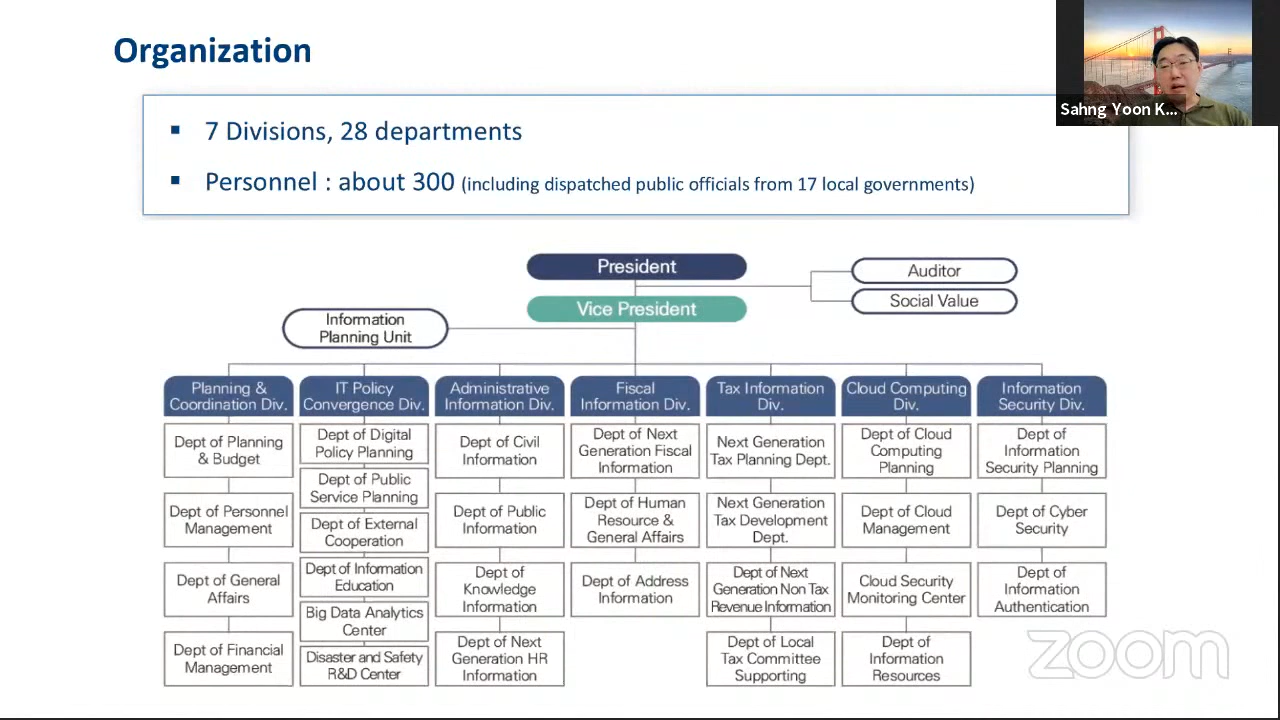 Organization
Sahng Yoon K...
▪ 7 Divisions, 28 departments
▪ Personnel : about 300 (including dispatched public officials from 17 local governments)
President
Vice President
Auditor
Social Value
Information
Planning Unit
Planning &
Coordination Div.
Dept of Planning
& Budget
Dept of Personnel
Management
Dept of General
Affairs
Dept of Financial
Management
IT Policy
Convergence Div.
Dept of Digital
Policy Planning
Dept of Public
Service Planning
Dept of External
Cooperation
Dept of Information
Education
Big Data Analytics
Center
Disaster and Safety
R&D Center
Administrative
Information Div.
Dept of Civil
Information
Dept of Public
Information
Dept of
Knowledge
Information
Dept of Next
Generation HR
Information
Fiscal
Information Div.
Dept of Next
Generation Fiscal
Information
Dept of Human
Resource &
General Affairs
Dept of Address
Information
Tax Information
Div.
Next Generation
Tax Planning Dept.
Next Generation
Tax Development
Dept.
Dept of Next
Generation Non Tax
Revenue Information
Dept of Local
Tax Committee
Supporting
Cloud Computing
Div.
Dept of Cloud
Computing
Planning
Dept of Cloud
Management
Cloud Security
Monitoring Center
Dept of
Information
Resources
Information
Security Div.
Dept of
Information
Security Planning
Dept of Cyber
Security
Dept of
Information
Authentication
zoom